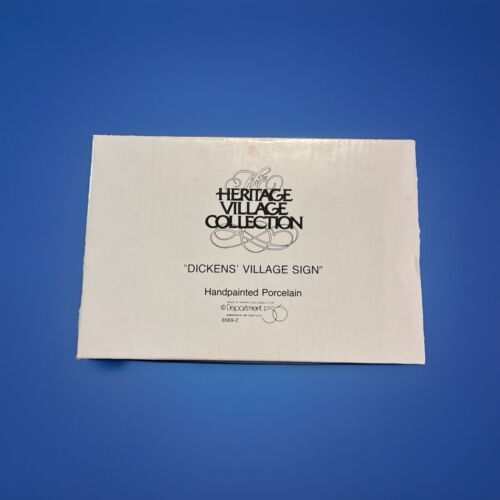 The
HERITAGE
VILLAGE
COLLECTION
"DICKENS' VILLAGE SIGN"
Handpainted Porcelain
©Department 56
6569-2